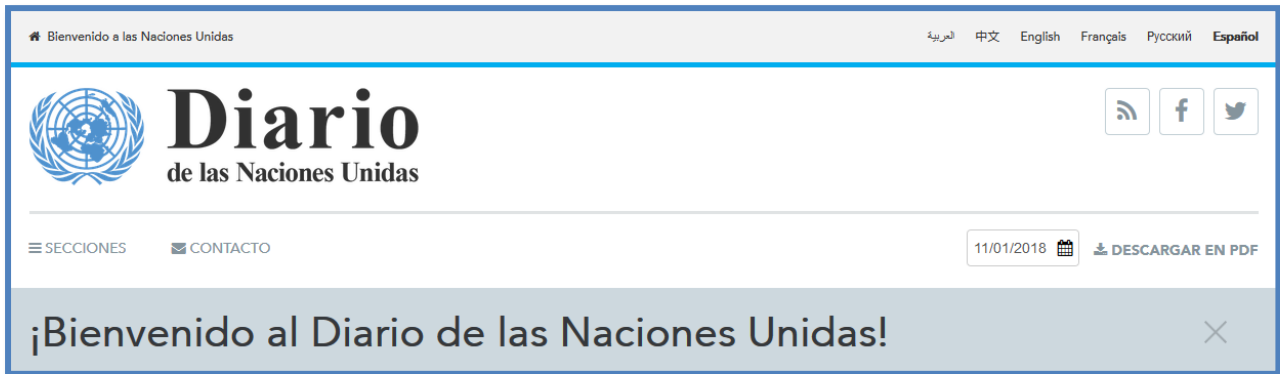 Bienvenido a las Naciones Unidas العربية 中文 English Français Русский Español
Diario
de las Naciones Unidas
SECCIONES CONTACTO 11/01/2018 DESCARGAR EN PDF
¡Bienvenido al Diario de las Naciones Unidas!